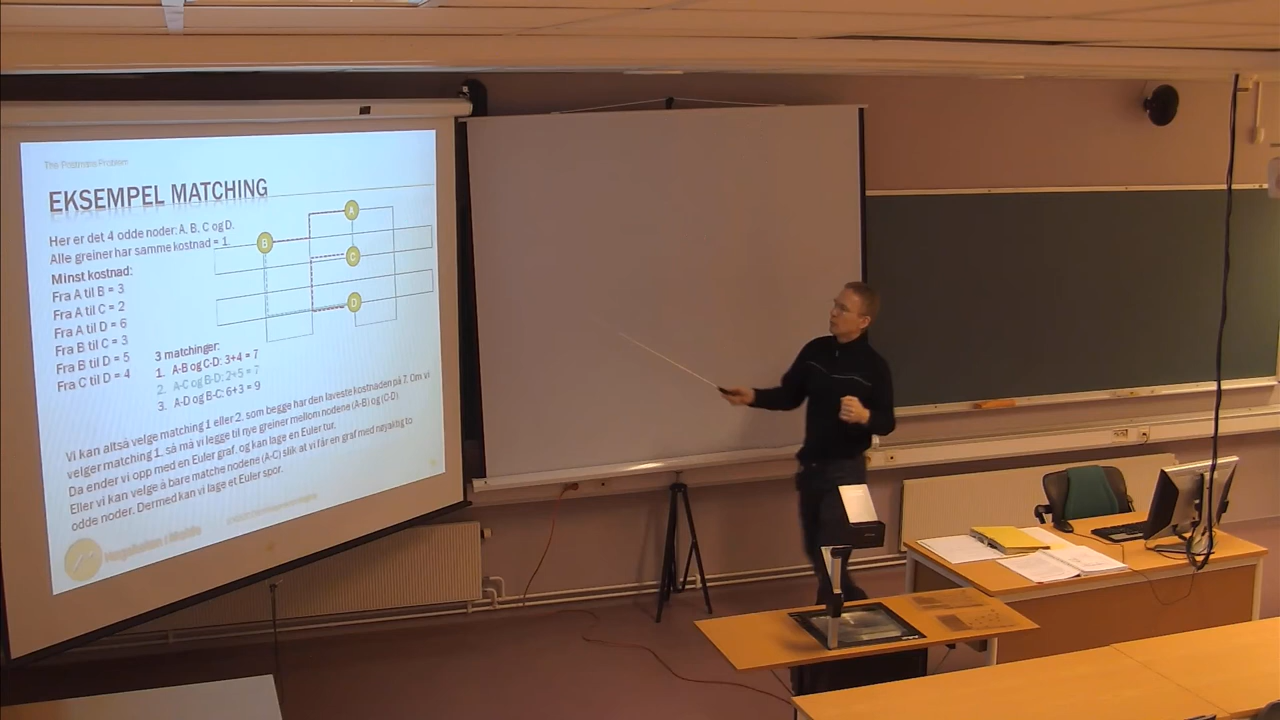 The Postmans Problem
EKSEMPEL MATCHING
Her er det 4 odde noder: A, B, C og D.
Alle greiner har samme kostnad = 1.
Minst kostnad:
Fra A til B = 3
Fra A til C = 2
Fra A til D = 6
Fra B til C = 3
Fra B til D = 5
Fra C til D = 4
A
B
C
D
3 matchinger:
1. A-B og C-D: 3+4 = 7
2. A-C og B-D: 2+5 = 7
3. A-D og B-C: 6+3 = 9
Vi kan altså velge matching 1 eller 2, som begge har den laveste kostnaden på 7. Om vi
velger matching 1, så må vi legge til nye greiner mellom nodene (A-B) og (C-D).
Da ender vi opp med en Euler graf, og kan lage en Euler tur.
Eller vi kan velge å bare matche nodene (A-C) slik at vi får en graf med nøyaktig to
odde noder. Dermed kan vi lage et Euler spor.
Høgskolen i Molde